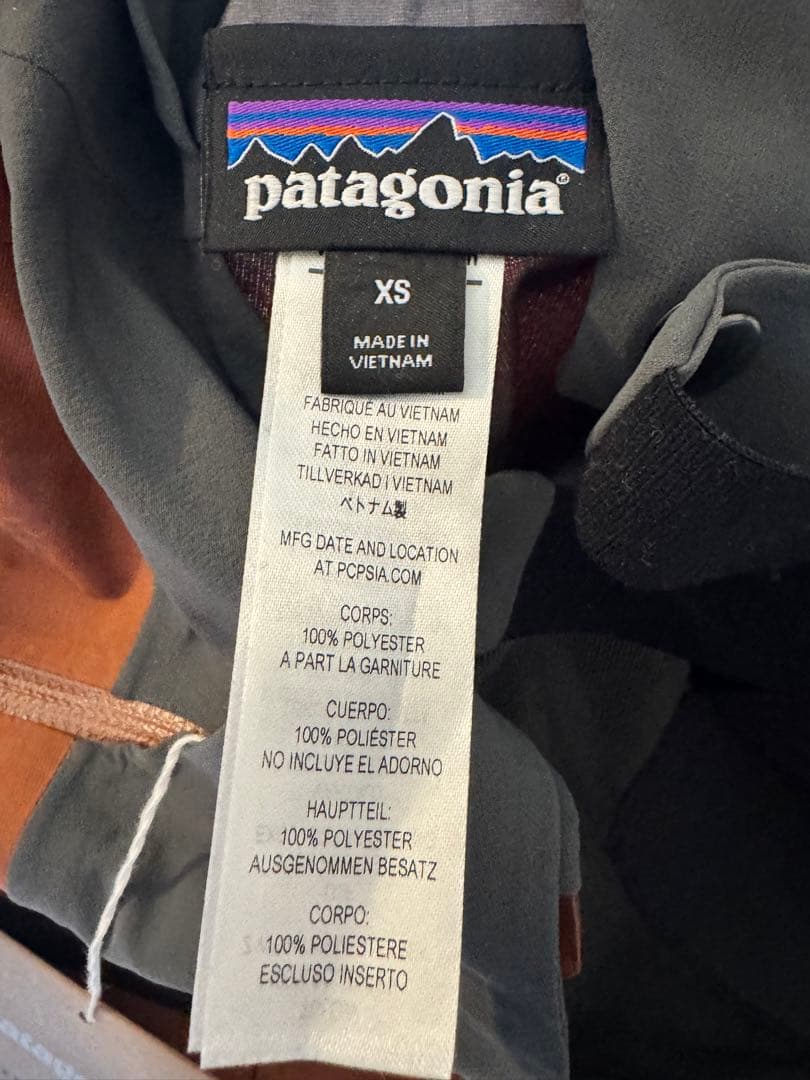 patagonia®
XS
MADE IN
VIETNAM
FABRIQUÉ AU VIETNAM
HECHO EN VIETNAM
FATTO IN VIETNAM
TILLVERKAD I VIETNAM
ベトナム製
MFG DATE AND LOCATION
AT PCPSIA.COM
CORPS:
100% POLYESTER
A PART LA GARNITURE
CUERPO:
100% POLIÉSTER
NO INCLUYE EL ADORNO
HAUPTTEIL:
100% POLYESTER
AUSGENOMMEN BESATZ
CORPO:
100% POLIESTERE
ESCLUSO INSERTO